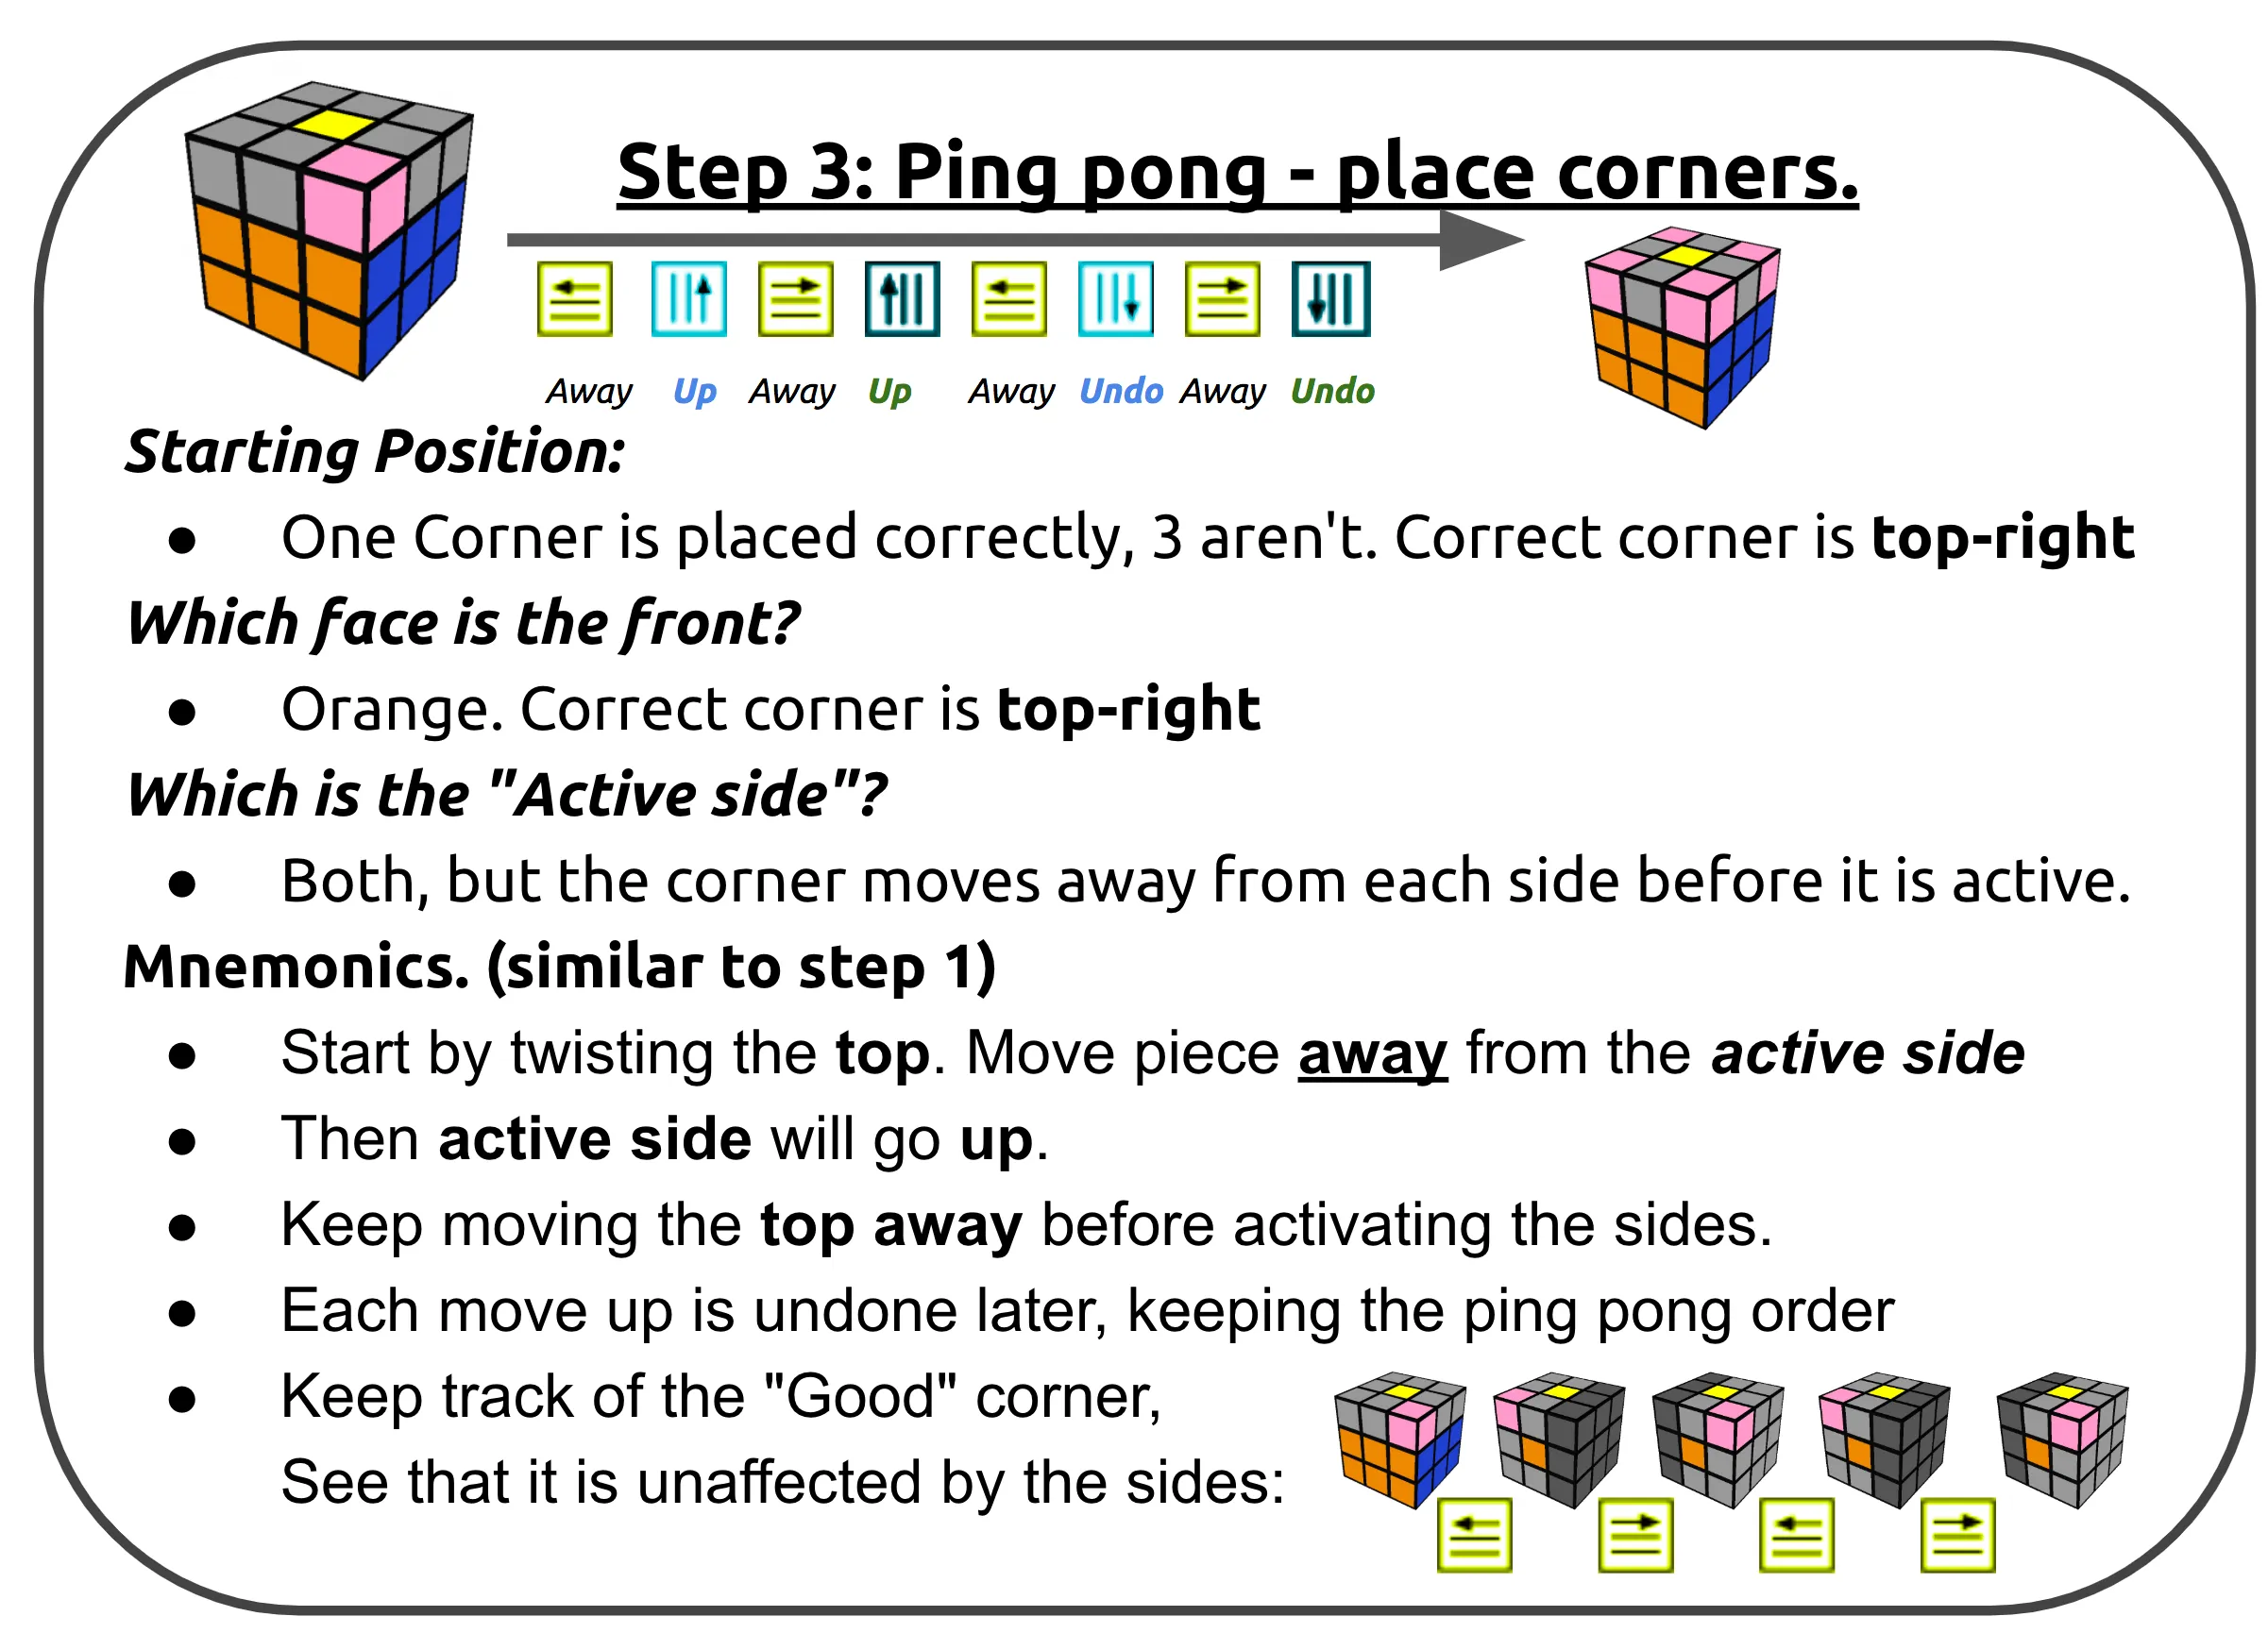 Step 3: Ping pong - place corners.
Away Up Away Up Away Undo Away Undo
Starting Position:
● One Corner is placed correctly, 3 aren't. Correct corner is top-right
Which face is the front?
● Orange. Correct corner is top-right
Which is the "Active side"?
● Both, but the corner moves away from each side before it is active.
Mnemonics. (similar to step 1)
● Start by twisting the top. Move piece away from the active side
● Then active side will go up.
● Keep moving the top away before activating the sides.
● Each move up is undone later, keeping the ping pong order
● Keep track of the "Good" corner,
See that it is unaffected by the sides: